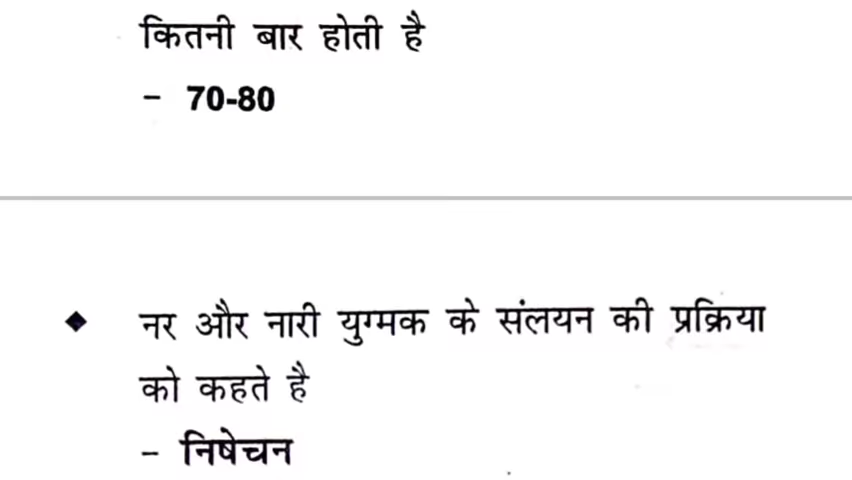 कितनी बार होती है
- 70-80
◆ नर और नारी युग्मक के संलयन की प्रक्रिया
को कहते है
- निषेचन